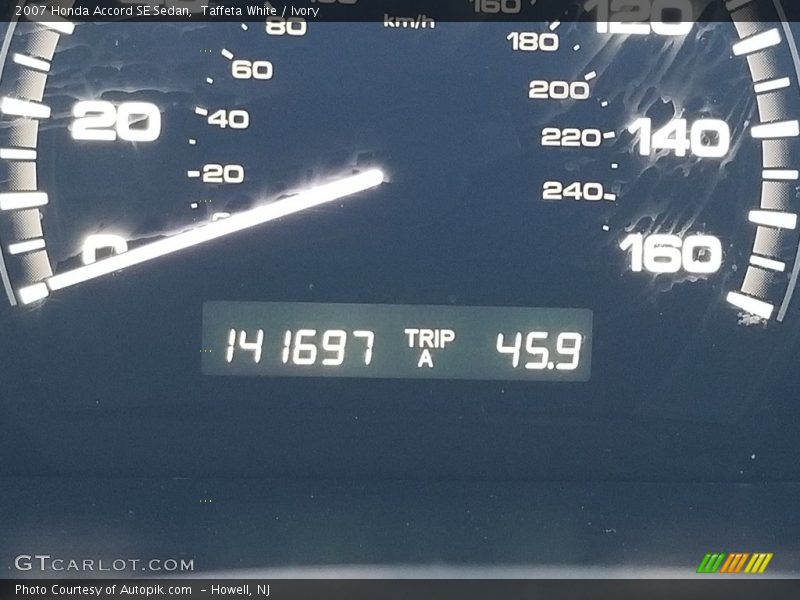 2007 Honda Accord SE Sedan,  Taffeta White / Ivory
80 km/h 160 120
60 180
20 40 200 140
220
20 240
0 160
141697 TRIP A 45.9
GTCARLOT.COM
Photo Courtesy of Autopik.com  - Howell, NJ